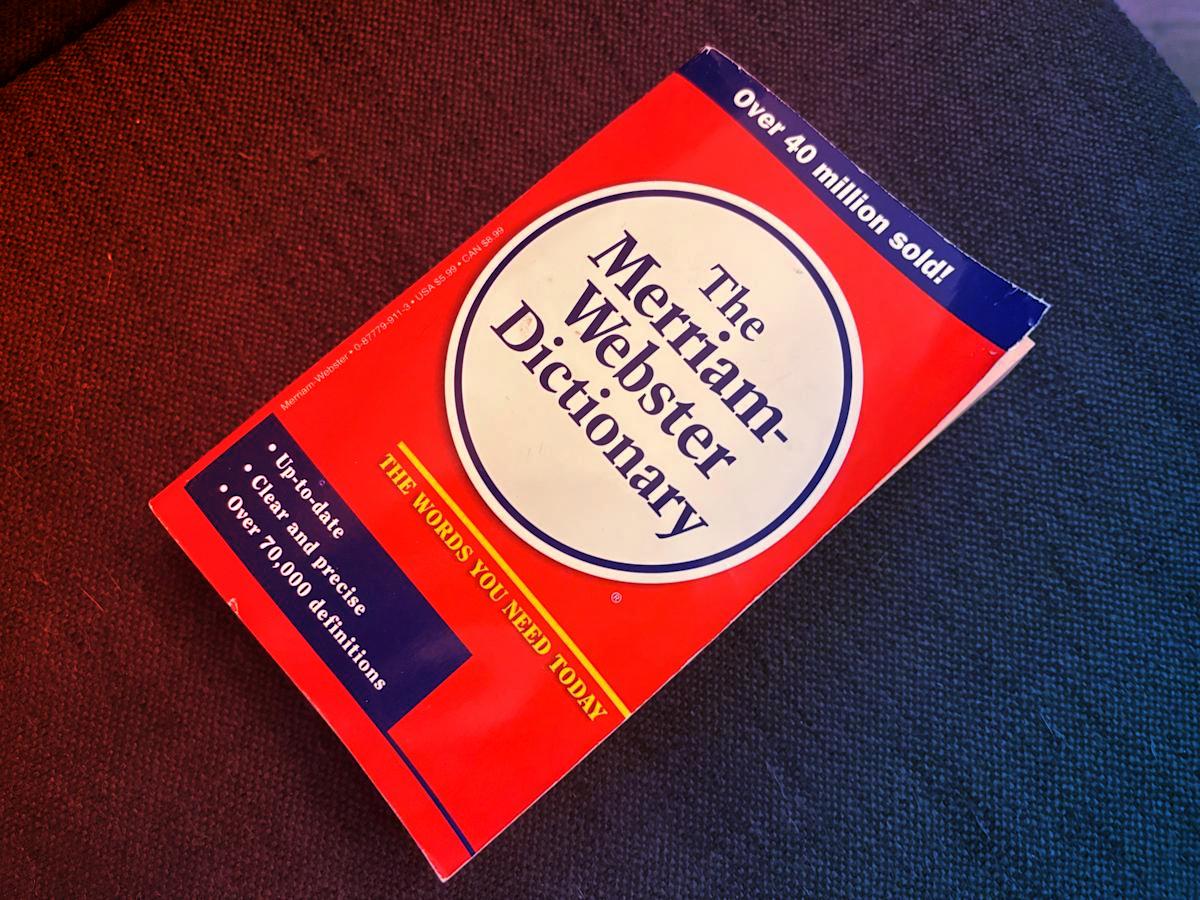 Over 40 million sold!
The
Merriam-
Webster
Dictionary
®
Merriam-Webster • 0-87779-911-3 • USA $5.99 • CAN $8.99
THE WORDS YOU NEED TODAY
• Up-to-date
• Clear and precise
• Over 70,000 definitions